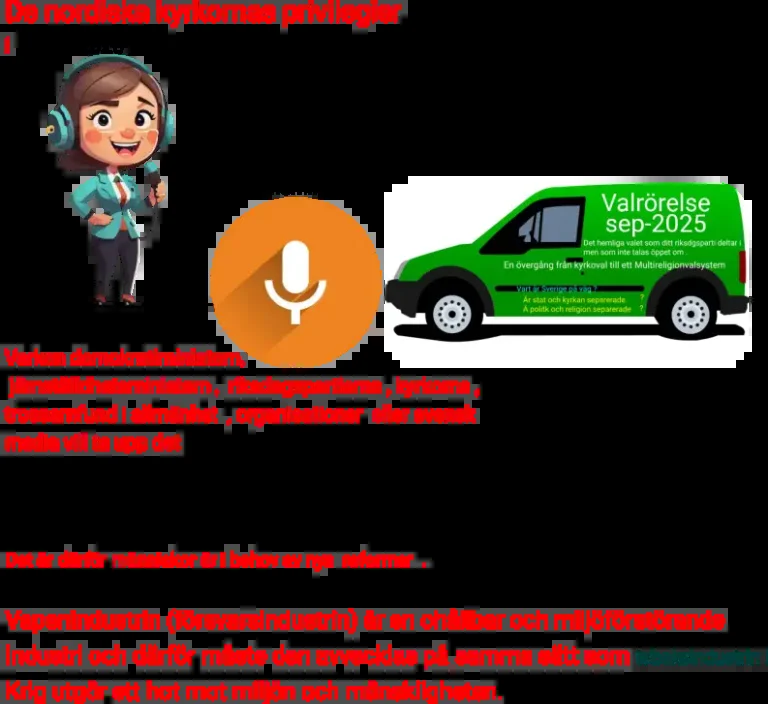 De nordiska kyrkornas privilegier
i
Valrörelse
sep-2025
Det hemliga valet som ditt riksdgsparti deltar i
men som inte talas öppet om .
En övergång från kyrkoval till ett Multireligionvalsystem
Vart är Sverige på väg ?
Är stat och kyrkan separerade ?
Ä politk och religion separerade ?
Varken demokratiministern,
jämställdhetsministern , riksdagspartierna , kyrkorna ,
trossamfund i allmänhet , organisationer eller svensk
media vill ta upp det
Det är därför människor är i behov av nya reformer . .
Vapenindustrin (försvarsindustrin) är en ohållbar och miljöförstörande
industri och därför måste den avvecklas på samma sätt som
Krig utgör ett hot mot miljön och mänskligheten.